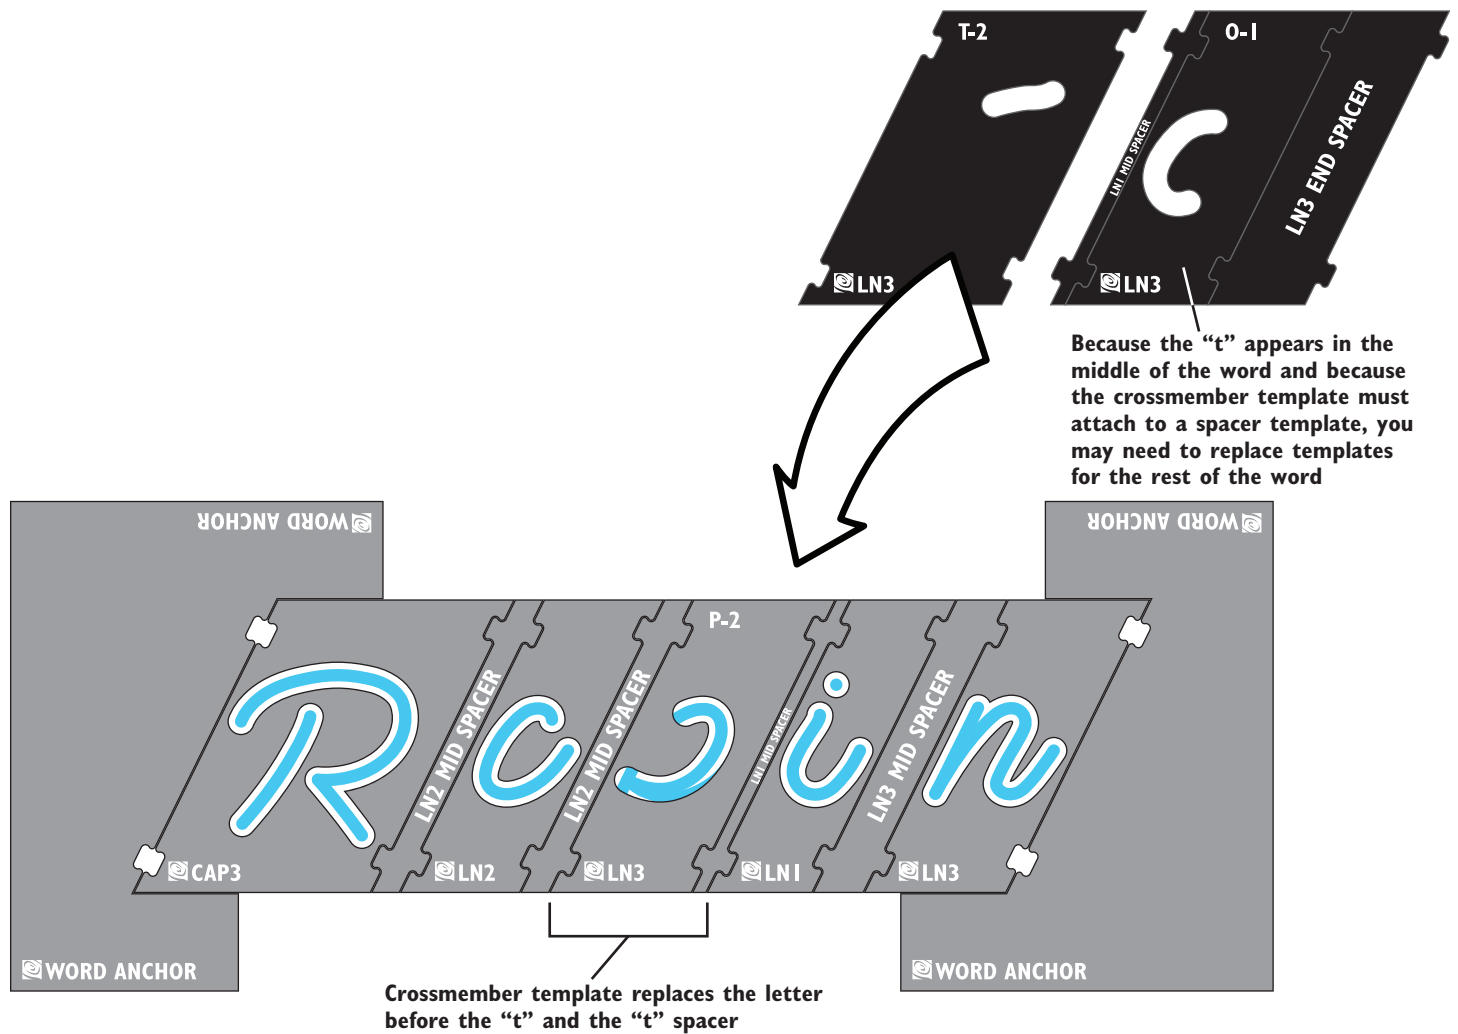 T-2
O-1
LN1 MID SPACER
LN3 END SPACER
LN3
LN3
Because the “t” appears in the
middle of the word and because
the crossmember template must
attach to a spacer template, you
may need to replace templates
for the rest of the word
WORD ANCHOR
WORD ANCHOR
P-2
LN2 MID SPACER
LN2 MID SPACER
LN1 MID SPACER
LN3 MID SPACER
CAP3
LN2
LN3
LN1
LN3
WORD ANCHOR
WORD ANCHOR
Crossmember template replaces the letter
before the “t” and the “t” spacer